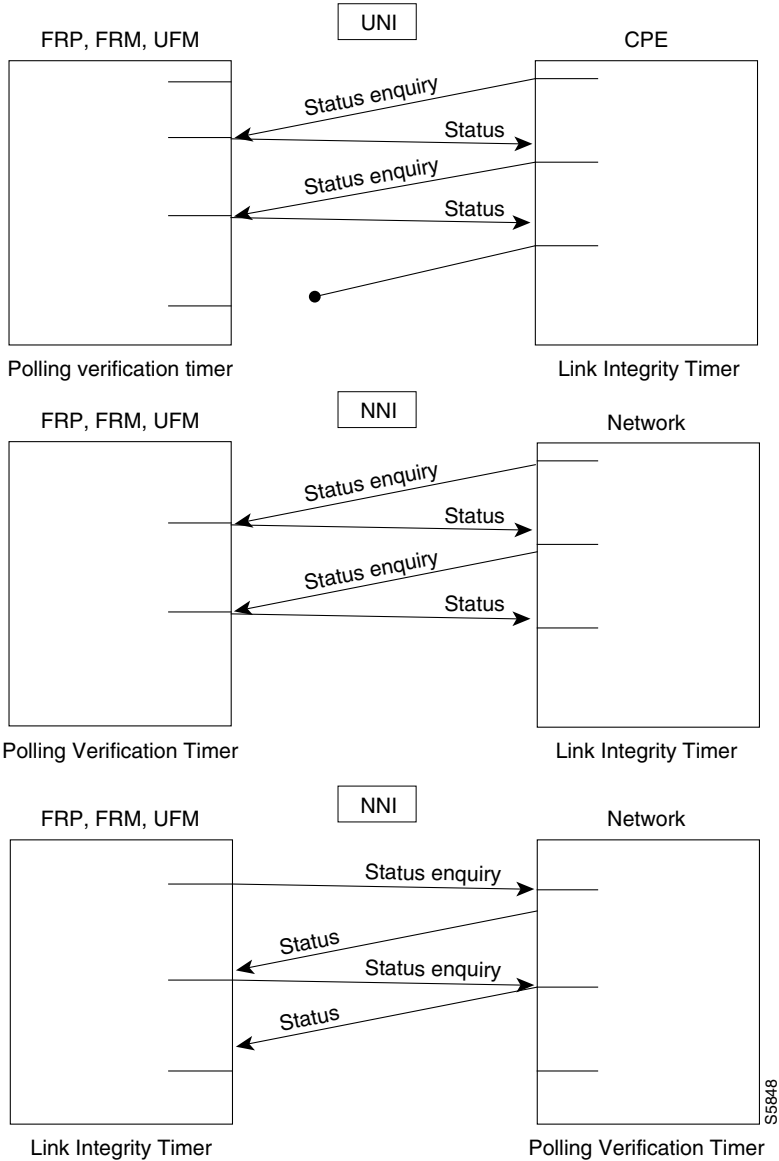 UNI
FRP, FRM, UFM
CPE
Status enquiry
Status
Status enquiry
Status
Polling verification timer
Link Integrity Timer
NNI
FRP, FRM, UFM
Network
Status enquiry
Status
Status enquiry
Status
Polling Verification Timer
Link Integrity Timer
NNI
FRP, FRM, UFM
Network
Status enquiry
Status
Status enquiry
Status
S5848
Link Integrity Timer
Polling Verification Timer